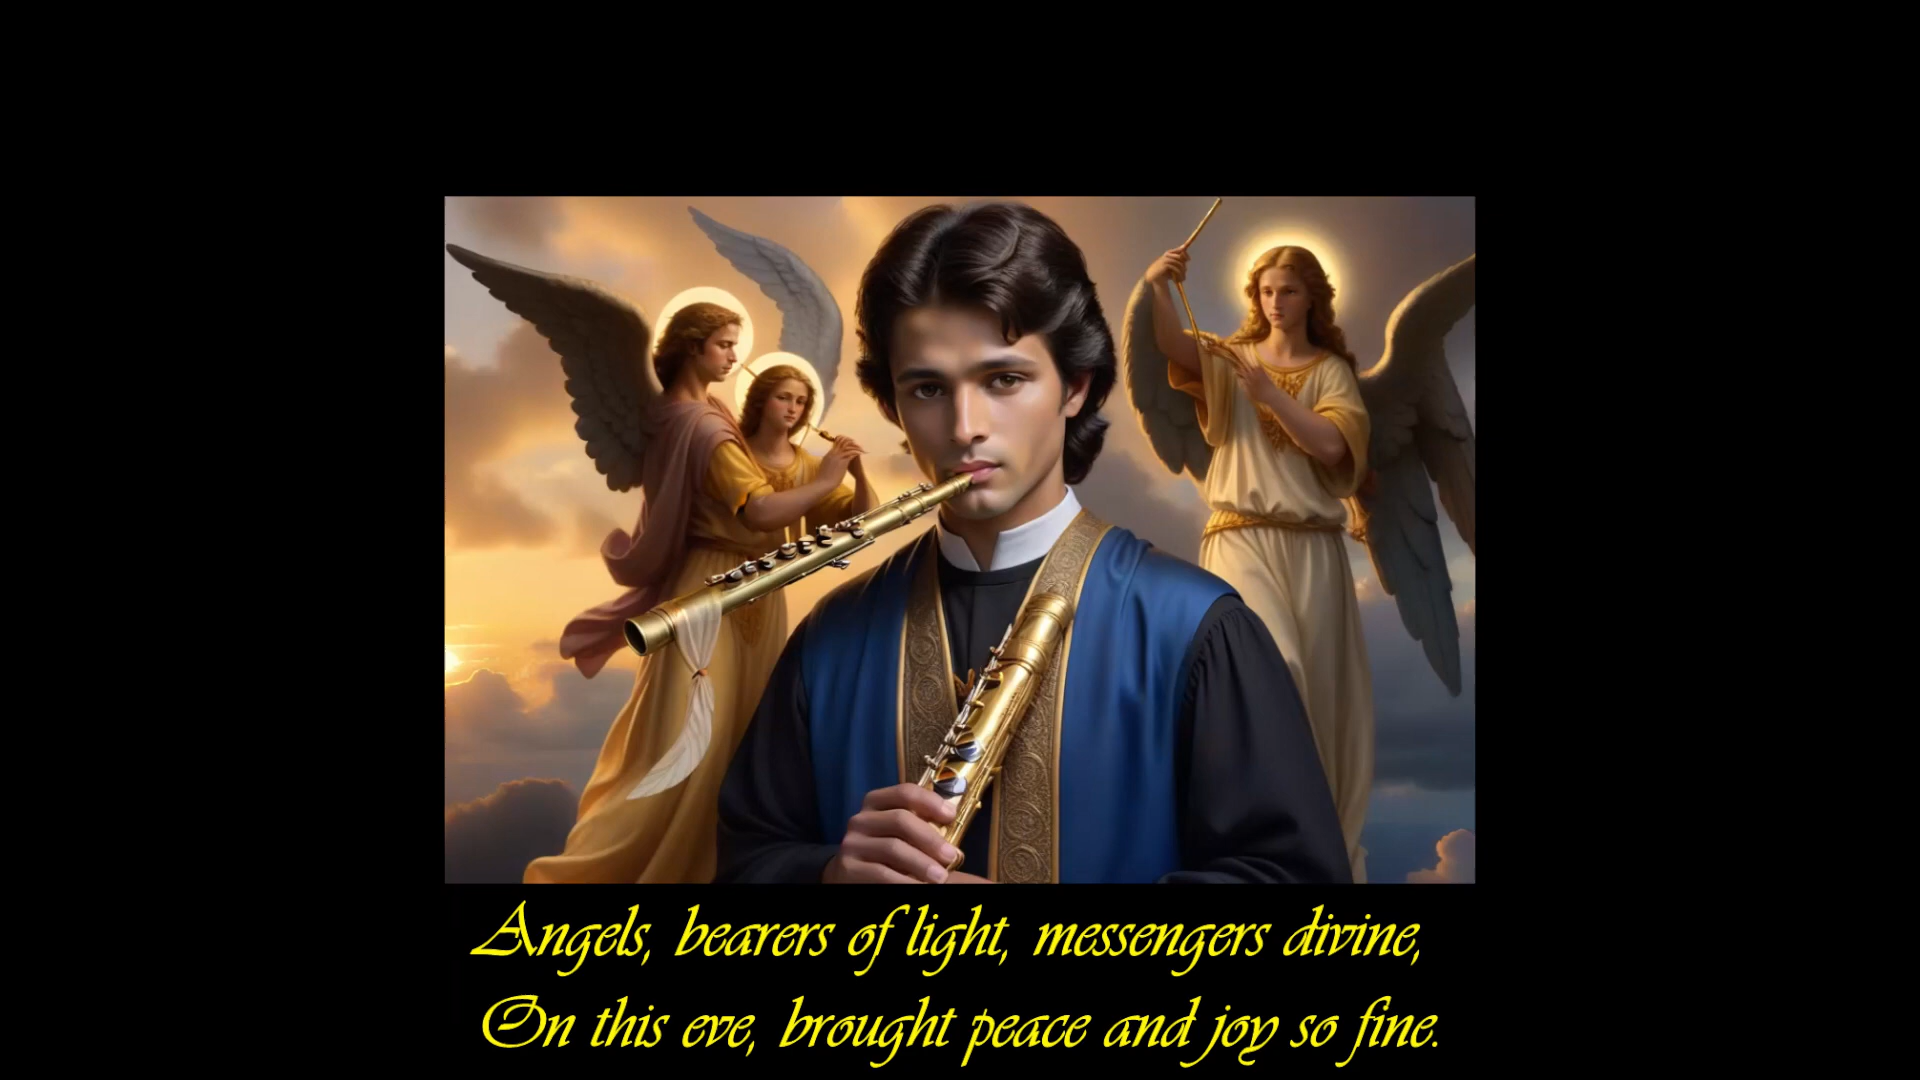 Angels, bearers of light, messengers divine,
On this eve, brought peace and joy so fine.